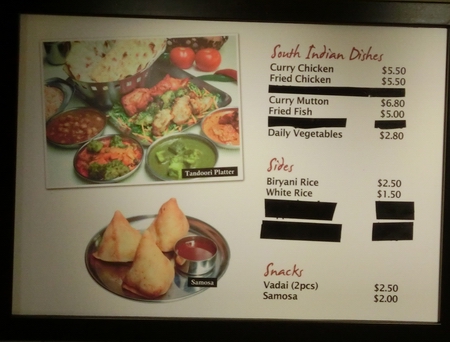 South Indian Dishes
Curry Chicken $5.50
Fried Chicken $5.50
Curry Mutton $6.80
Fried Fish $5.00
Daily Vegetables $2.80
Sides
Biryani Rice $2.50
White Rice $1.50
Snacks
Vadai (2pcs) $2.50
Samosa $2.00
Tandoori Platter
Samosa